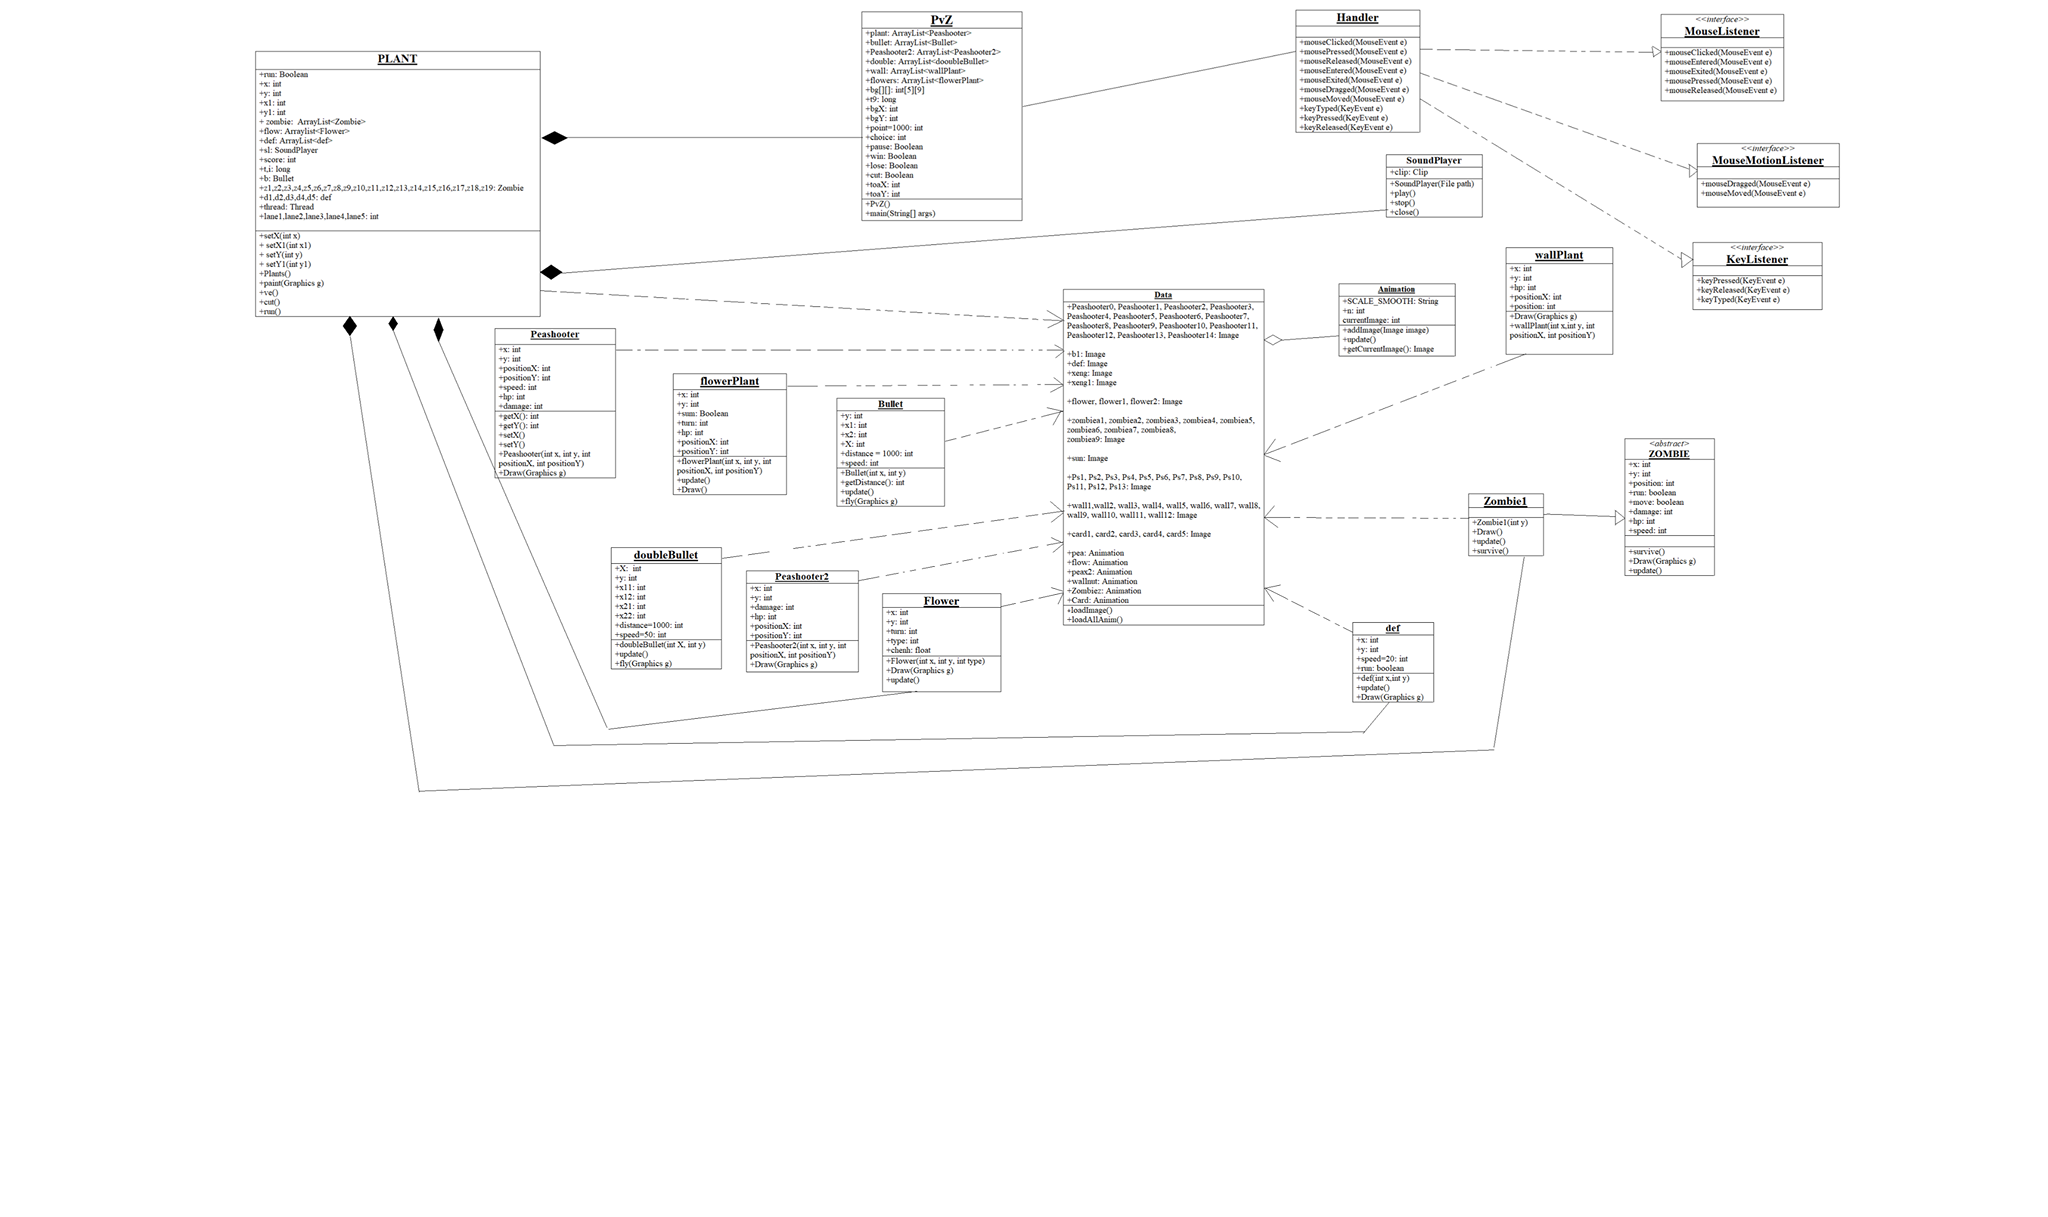 PLANT
+run: Boolean
+x: int
+y: int
+x1: int
+y1: int
+ zombie:  ArrayList<Zombie>
+flow: Arraylist<Flower>
+def: ArrayList<def>
+sl: SoundPlayer
+score: int
+t,i: long
+b: Bullet
+z1,z2,z3,z4,z5,z6,z7,z8,z9,z10,z11,z12,z13,z14,z15,z16,z17,z18,z19: Zombie
+d1,d2,d3,d4,d5: def
+thread: Thread
+lane1,lane2,lane3,lane4,lane5: int
+setX(int x)
+ setX1(int x1)
+ setY(int y)
+ setY1(int y1)
+Plants()
+paint(Graphics g)
+ve()
+cut()
+run()
PvZ
+plant: ArrayList<Peashooter>
+bullet: ArrayList<Bullet>
+Peashooter2: ArrayList<Peashooter2>
+double: ArrayList<dooubleBullet>
+wall: ArrayList<wallPlant>
+flowers: ArrayList<flowerPlant>
+bg[][]: int[5][9]
+t9: long
+bgX: int
+bgY: int
+point=1000: int
+choice: int
+pause: Boolean
+win: Boolean
+lose: Boolean
+cut: Boolean
+toaX: int
+toaY: int
+PvZ()
+main(String[] args)
Handler
+mouseClicked(MouseEvent e)
+mousePressed(MouseEvent e)
+mouseReleased(MouseEvent e)
+mouseEntered(MouseEvent e)
+mouseExited(MouseEvent e)
+mouseDragged(MouseEvent e)
+mouseMoved(MouseEvent e)
+keyTyped(KeyEvent e)
+keyPressed(KeyEvent e)
+keyReleased(KeyEvent e)
<<interface>>
MouseListener
+mouseClicked(MouseEvent e)
+mouseEntered(MouseEvent e)
+mouseExited(MouseEvent e)
+mousePressed(MouseEvent e)
+mouseReleased(MouseEvent e)
<<interface>>
MouseMotionListener
+mouseDragged(MouseEvent e)
+mouseMoved(MouseEvent e)
<<interface>>
KeyListener
+keyPressed(KeyEvent e)
+keyReleased(KeyEvent e)
+keyTyped(KeyEvent e)
SoundPlayer
+clip: Clip
+SoundPlayer(File path)
+play()
+stop()
+close()
wallPlant
+x: int
+y: int
+hp: int
+positionX: int
+position: int
+Draw(Graphics g)
+wallPlant(int x,int y, int
positionX, int positionY)
Animation
+SCALE_SMOOTH: String
+n: int
currentImage: int
+addImage(Image image)
+update()
+getCurrentImage(): Image
Data
+Peashooter0, Peashooter1, Peashooter2, Peashooter3,
Peashooter4, Peashooter5, Peashooter6, Peashooter7,
Peashooter8, Peashooter9, Peashooter10, Peashooter11,
Peashooter12, Peashooter13, Peashooter14: Image
+b1: Image
+def: Image
+xeng: Image
+xeng1: Image
+flower, flower1, flower2: Image
+zombiea1, zombiea2, zombiea3, zombiea4, zombiea5,
zombiea6, zombiea7, zombiea8,
zombiea9: Image
+sun: Image
+Ps1, Ps2, Ps3, Ps4, Ps5, Ps6, Ps7, Ps8, Ps9, Ps10,
Ps11, Ps12, Ps13: Image
+wall1,wall2, wall3, wall4, wall5, wall6, wall7, wall8,
wall9, wall10, wall11, wall12: Image
+card1, card2, card3, card4, card5: Image
+pea: Animation
+flow: Animation
+peax2: Animation
+wallnut: Animation
+Zombiez: Animation
+Card: Animation
+loadImage()
+loadAllAnim()
Peashooter
+x: int
+y: int
+positionX: int
+positionY: int
+speed: int
+hp: int
+damage: int
+getX(): int
+getY(): int
+setX()
+setY()
+Peashooter(int x, int y, int
positionX, int positionY)
+Draw(Graphics g)
flowerPlant
+x: int
+y: int
+sum: Boolean
+turn: int
+hp: int
+positionX: int
+positionY: int
+flowerPlant(int x, int y, int
positionX, int positionY)
+update()
+Draw()
Bullet
+y: int
+x1: int
+x2: int
+X: int
+distance = 1000: int
+speed: int
+Bullet(int x, int y)
+getDistance(): int
+update()
+fly(Graphics g)
<abstract>
ZOMBIE
+x: int
+y: int
+position: int
+run: boolean
+move: boolean
+damage: int
+hp: int
+speed: int
+survive()
+Draw(Graphics g)
+update()
Zombie1
+Zombie1(int y)
+Draw()
+update()
+survive()
doubleBullet
+X:  int
+y: int
+x11: int
+x12: int
+x21: int
+x22: int
+distance=1000: int
+speed=50: int
+doubleBullet(int X, int y)
+update()
+fly(Graphics g)
Peashooter2
+x: int
+y: int
+damage: int
+hp: int
+positionX: int
+positionY: int
+Peashooter2(int x, int y, int
positionX, int positionY)
+Draw(Graphics g)
Flower
+x: int
+y: int
+turn: int
+type: int
+chenh: float
+Flower(int x, int y, int type)
+Draw(Graphics g)
+update()
def
+x: int
+y: int
+speed=20: int
+run: boolean
+def(int x,int y)
+update()
+Draw(Graphics g)